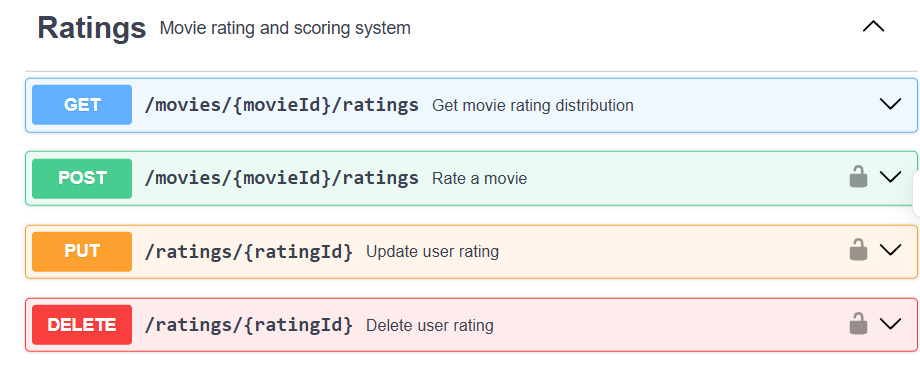 Ratings Movie rating and scoring system
GET /movies/{movieId}/ratings Get movie rating distribution
POST /movies/{movieId}/ratings Rate a movie
PUT /ratings/{ratingId} Update user rating
DELETE /ratings/{ratingId} Delete user rating